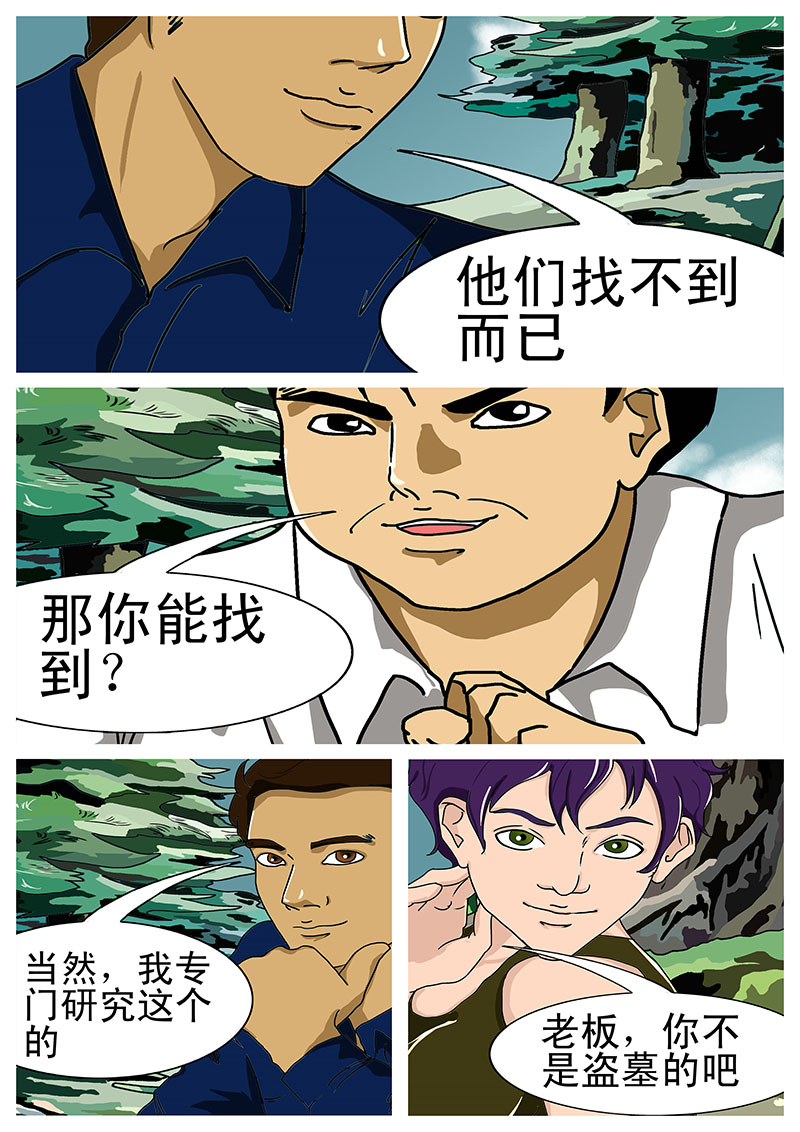 他们找不到
而已
那你能找
到？
当然，我专
门研究这个
的
老板，你不
是盗墓的吧